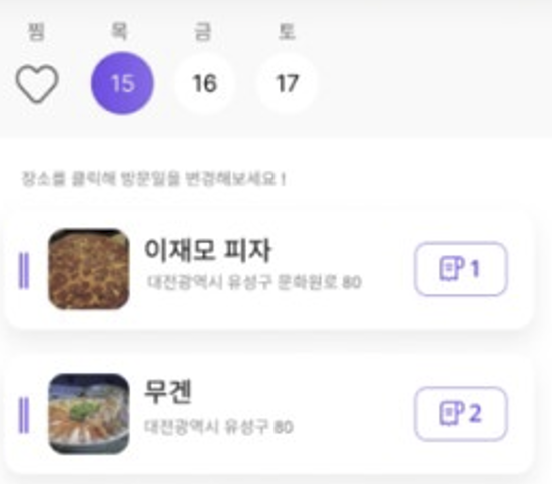 찜 목 금 토
15 16 17
장소를 클릭해 방문일을 변경해보세요 !
이재모 피자
대전광역시 유성구 문화원로 80
1
무겐
대전광역시 유성구 80
2